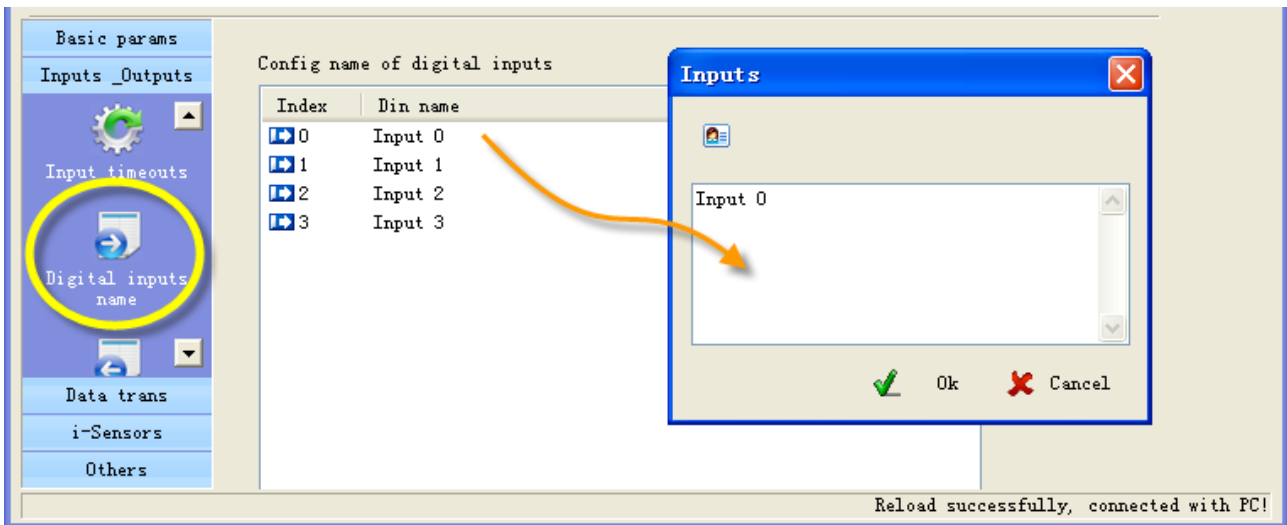 Basic params
Inputs _Outputs
Input timeouts
Digital inputs
name
Data trans
i-Sensors
Others
Config name of digital inputs
Index Din name
0 Input 0
1 Input 1
2 Input 2
3 Input 3
Inputs
Input 0
Ok Cancel
Reload successfully, connected with PC!